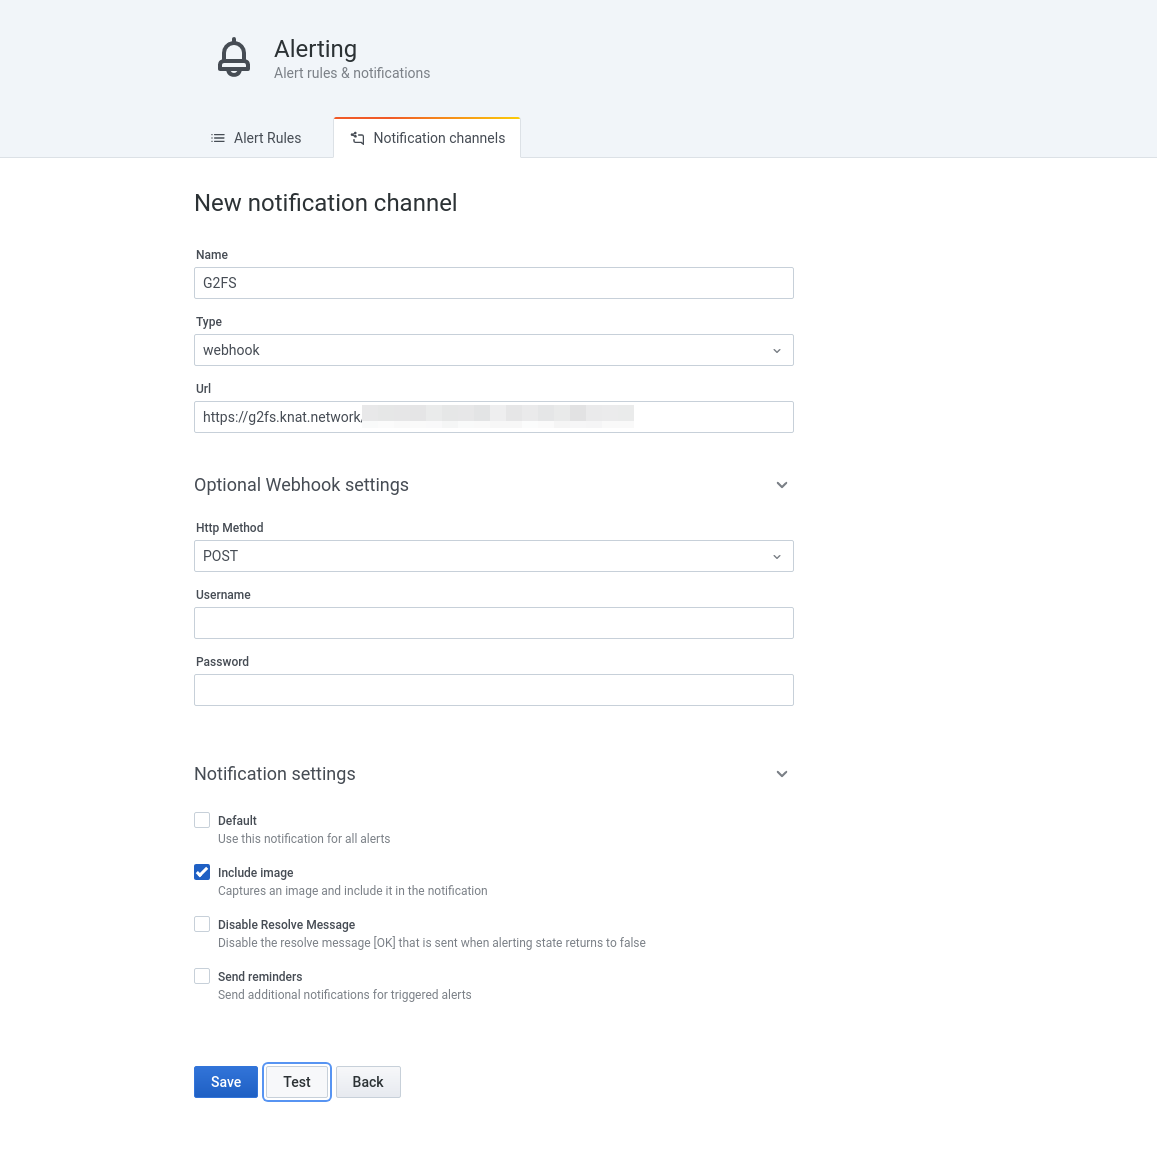 Alerting
Alert rules & notifications
Alert Rules
Notification channels
New notification channel
Name
G2FS
Type
webhook
Url
https://g2fs.knat.network/
Optional Webhook settings
Http Method
POST
Username
Password
Notification settings
Default
Use this notification for all alerts
Include image
Captures an image and include it in the notification
Disable Resolve Message
Disable the resolve message [OK] that is sent when alerting state returns to false
Send reminders
Send additional notifications for triggered alerts
Save
Test
Back